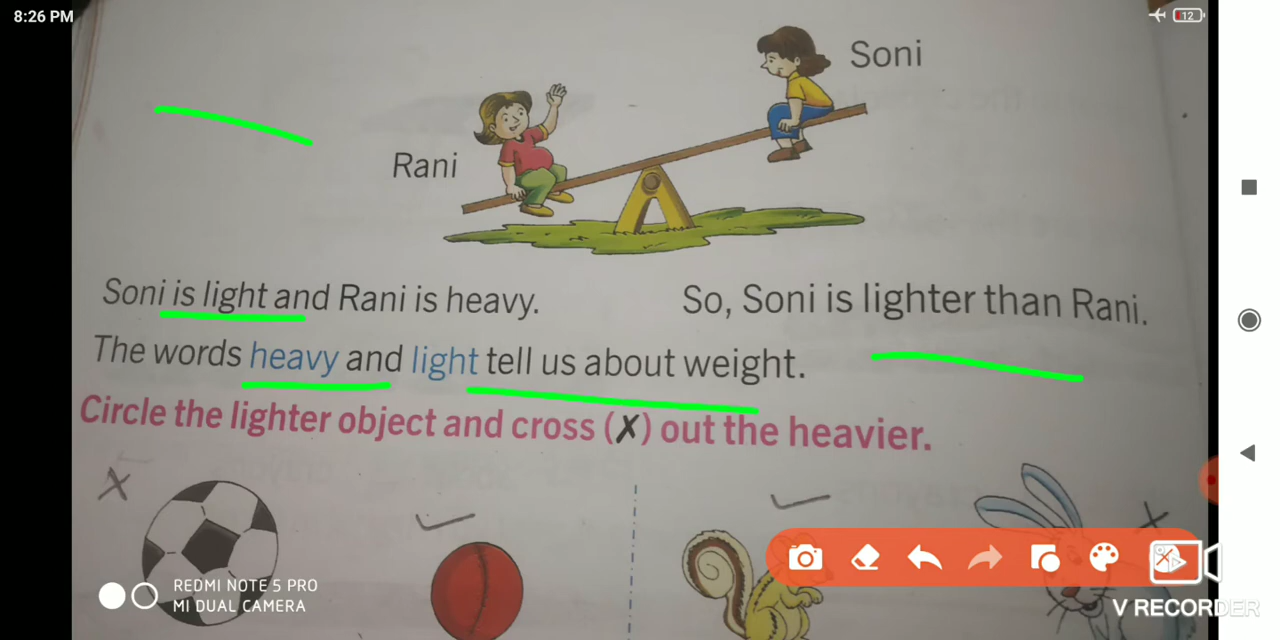 8:26 PM
12
Soni
Rani
Soni is light and Rani is heavy.
So, Soni is lighter than Rani.
The words heavy and light tell us about weight.
Circle the lighter object and cross (✗) out the heavier.
REDMI NOTE 5 PRO
MI DUAL CAMERA
V RECORDER